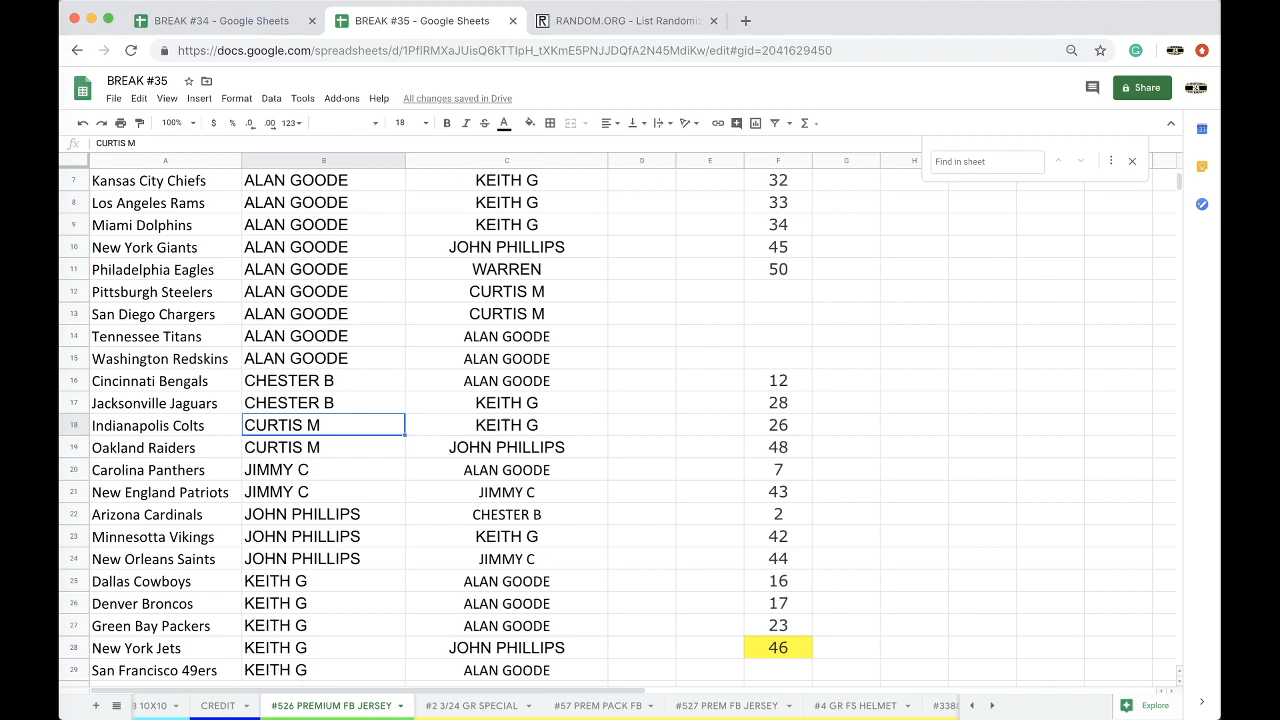 BREAK #34 - Google Sheets
BREAK #35 - Google Sheets
RANDOM.ORG - List Randomiz
https://docs.google.com/spreadsheets/d/1PfIRMXaJUisQ6kTTIpH_tXKmE5PNJJDQfA2N45MdiKw/edit#gid=2041629450
BREAK #35
File Edit View Insert Format Data Tools Add-ons Help All changes saved in Drive
Share
100% $ % .0 .00 123 18 B I S A
fx CURTIS M
Find in sheet
A B C D E F G H
7 Kansas City Chiefs ALAN GOODE KEITH G 32
8 Los Angeles Rams ALAN GOODE KEITH G 33
9 Miami Dolphins ALAN GOODE KEITH G 34
10 New York Giants ALAN GOODE JOHN PHILLIPS 45
11 Philadelphia Eagles ALAN GOODE WARREN 50
12 Pittsburgh Steelers ALAN GOODE CURTIS M
13 San Diego Chargers ALAN GOODE CURTIS M
14 Tennessee Titans ALAN GOODE ALAN GOODE
15 Washington Redskins ALAN GOODE ALAN GOODE
16 Cincinnati Bengals CHESTER B ALAN GOODE 12
17 Jacksonville Jaguars CHESTER B KEITH G 28
18 Indianapolis Colts CURTIS M KEITH G 26
19 Oakland Raiders CURTIS M JOHN PHILLIPS 48
20 Carolina Panthers JIMMY C ALAN GOODE 7
21 New England Patriots JIMMY C JIMMY C 43
22 Arizona Cardinals JOHN PHILLIPS CHESTER B 2
23 Minnesotta Vikings JOHN PHILLIPS KEITH G 42
24 New Orleans Saints JOHN PHILLIPS JIMMY C 44
25 Dallas Cowboys KEITH G ALAN GOODE 16
26 Denver Broncos KEITH G ALAN GOODE 17
27 Green Bay Packers KEITH G ALAN GOODE 23
28 New York Jets KEITH G JOHN PHILLIPS 46
29 San Francisco 49ers KEITH G ALAN GOODE
10X10 CREDIT #526 PREMIUM FB JERSEY #2 3/24 GR SPECIAL #57 PREM PACK FB #527 PREM FB JERSEY #4 GR FS HELMET #338 Explore